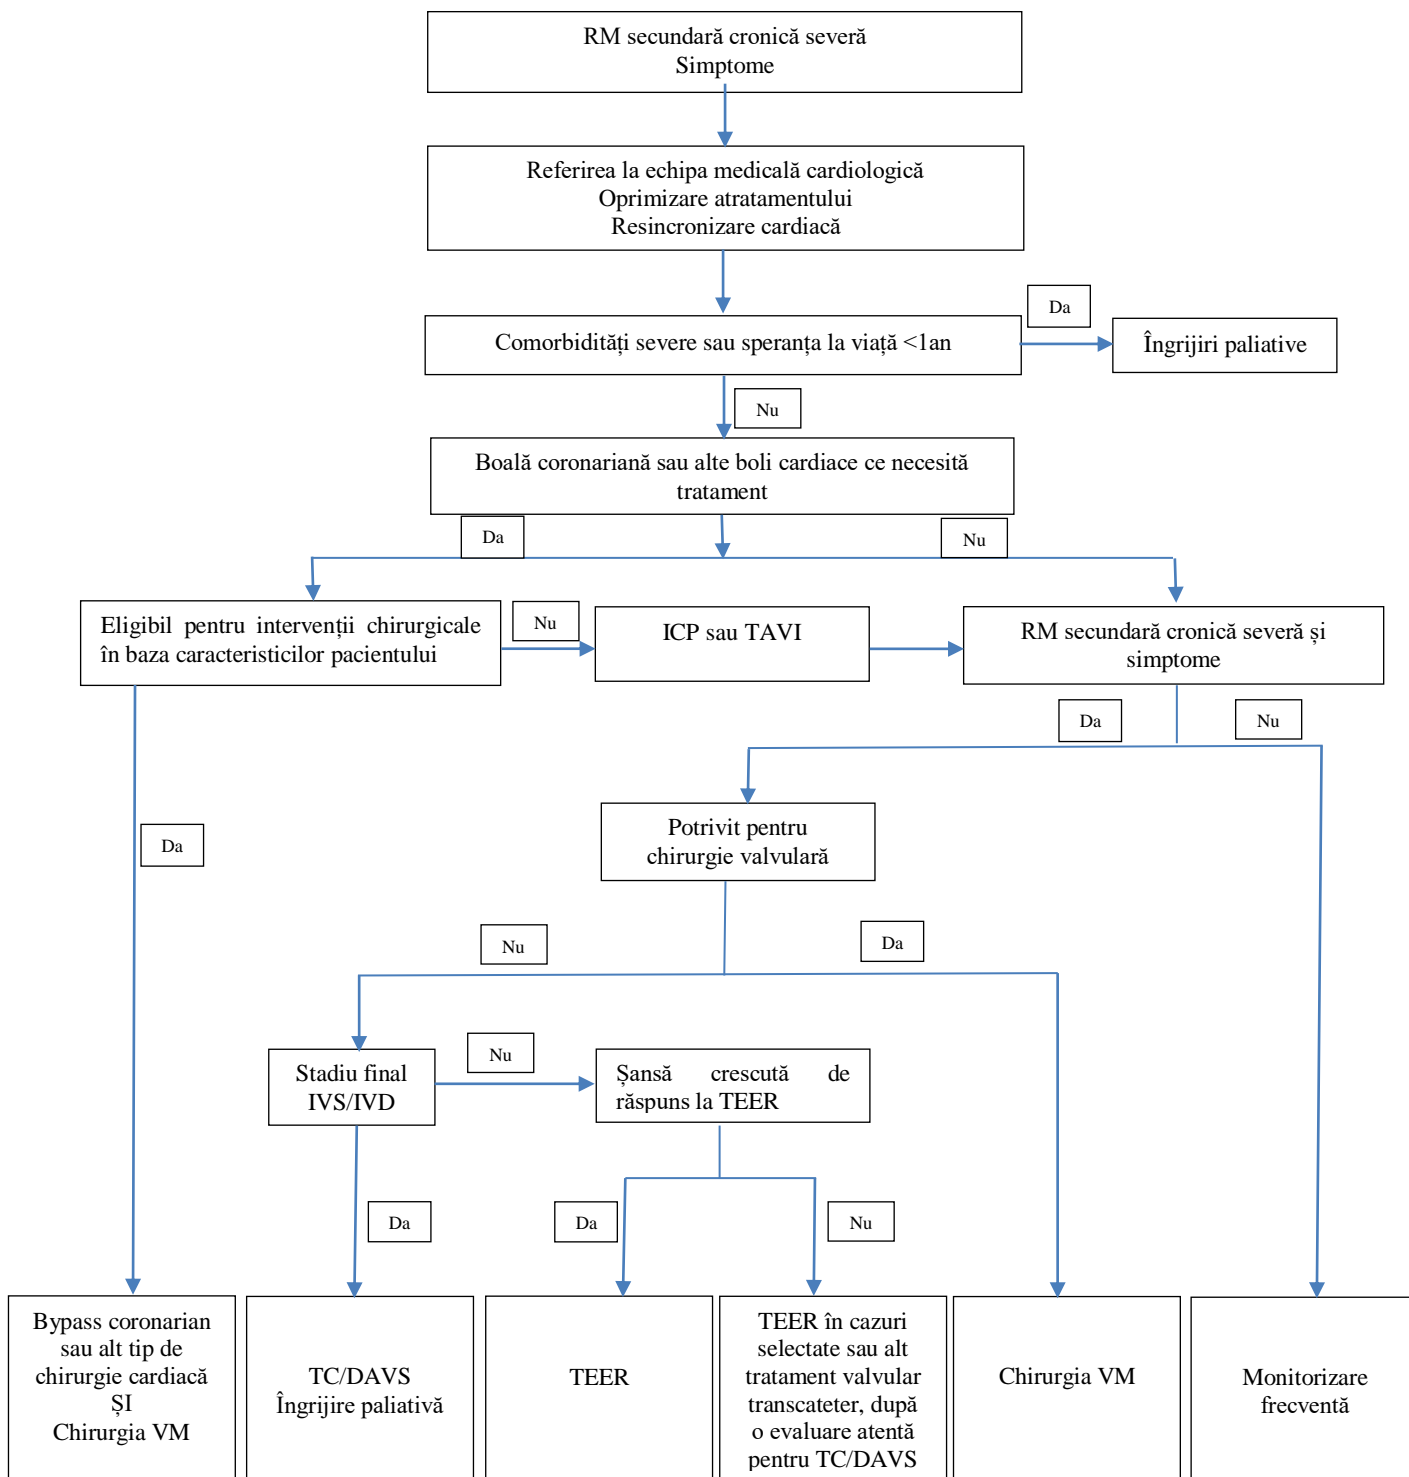 RM secundară cronică severă
Simptome
Referirea la echipa medicală cardiologică
Oprimizare atratamentului
Resincronizare cardiacă
Da
Comorbidități severe sau speranța la viață <1an
Îngrijiri paliative
Nu
Boală coronariană sau alte boli cardiace ce necesită
tratament
Da
Nu
Eligibil pentru intervenții chirurgicale
în baza caracteristicilor pacientului
Nu
ICP sau TAVI
RM secundară cronică severă și
simptome
Da
Nu
Potrivit pentru
chirurgie valvulară
Da
Nu
Da
Stadiu final
IVS/IVD
Nu
Șansă crescută de
răspuns la TEER
Da
Da
Nu
Bypass coronarian
sau alt tip de
chirurgie cardiacă
ȘI
Chirurgia VM
TC/DAVS
Îngrijire paliativă
TEER
TEER în cazuri
selectate sau alt
tratament valvular
transcateter, după
o evaluare atentă
pentru TC/DAVS
Chirurgia VM
Monitorizare
frecventă